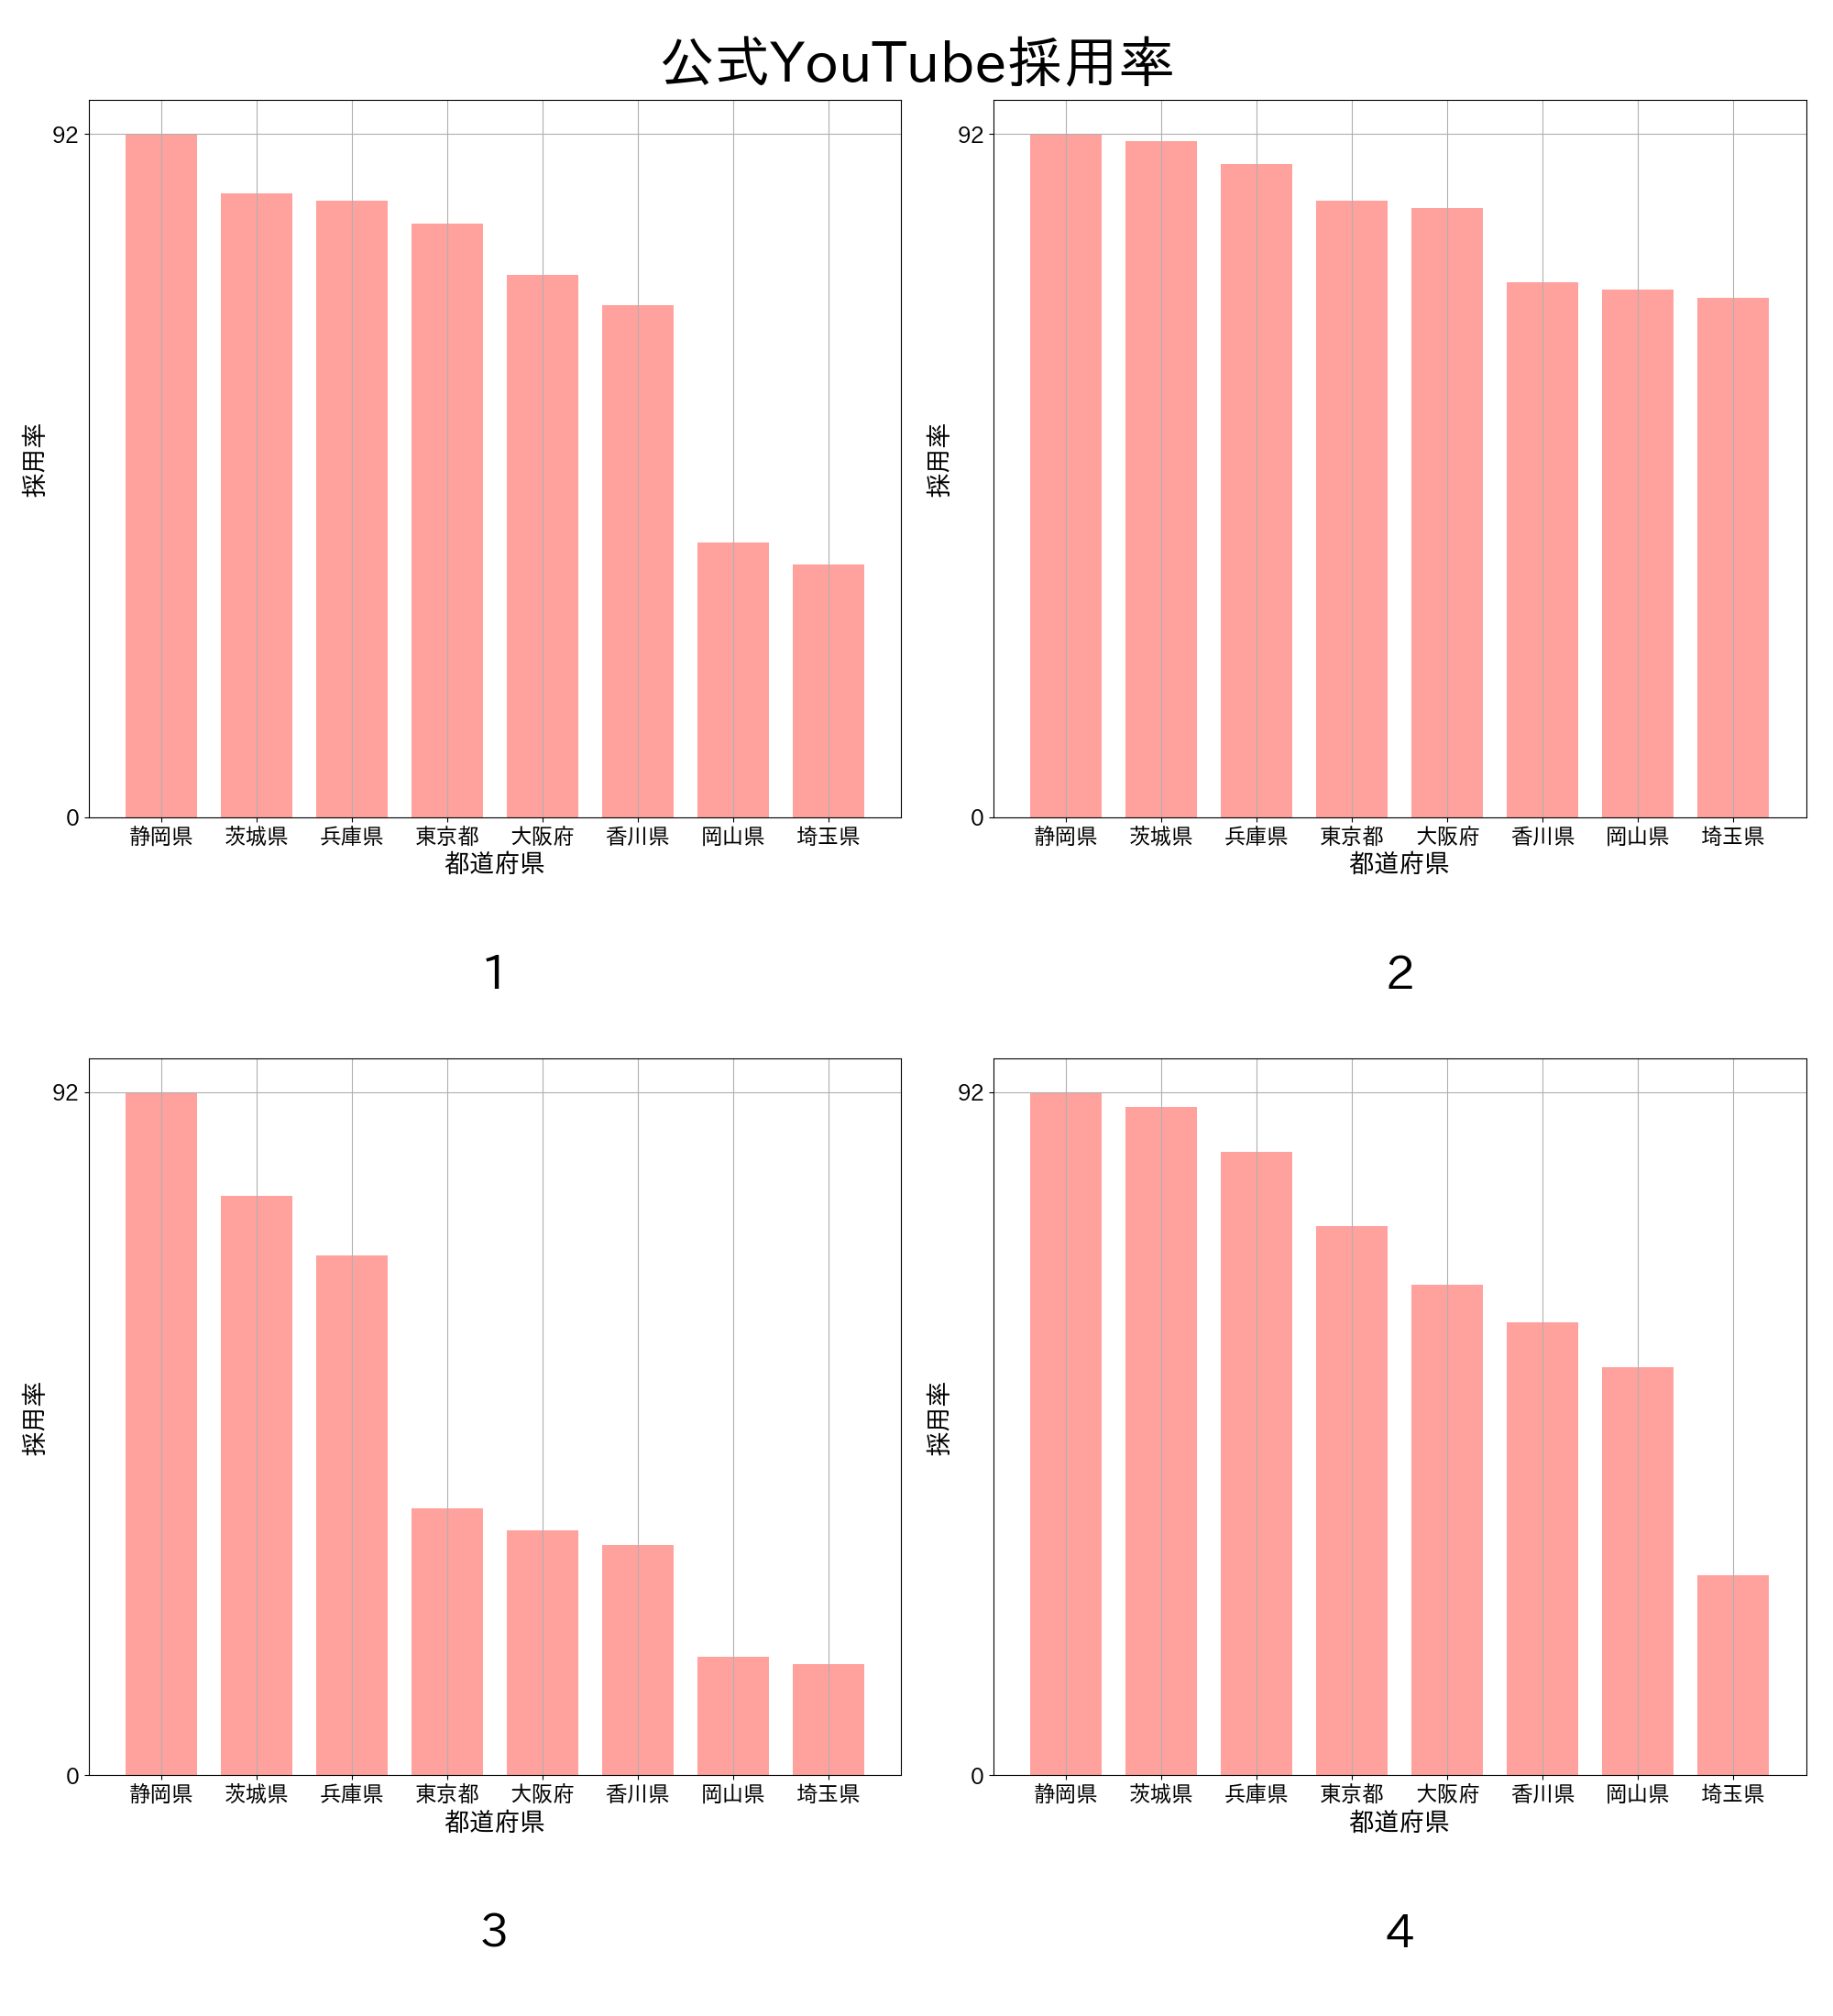 公式YouTube採用率
92
採用率
0
静岡県 茨城県 兵庫県 東京都 大阪府 香川県 岡山県 埼玉県
都道府県
1
92
採用率
0
静岡県 茨城県 兵庫県 東京都 大阪府 香川県 岡山県 埼玉県
都道府県
2
92
採用率
0
静岡県 茨城県 兵庫県 東京都 大阪府 香川県 岡山県 埼玉県
都道府県
3
92
採用率
0
静岡県 茨城県 兵庫県 東京都 大阪府 香川県 岡山県 埼玉県
都道府県
4